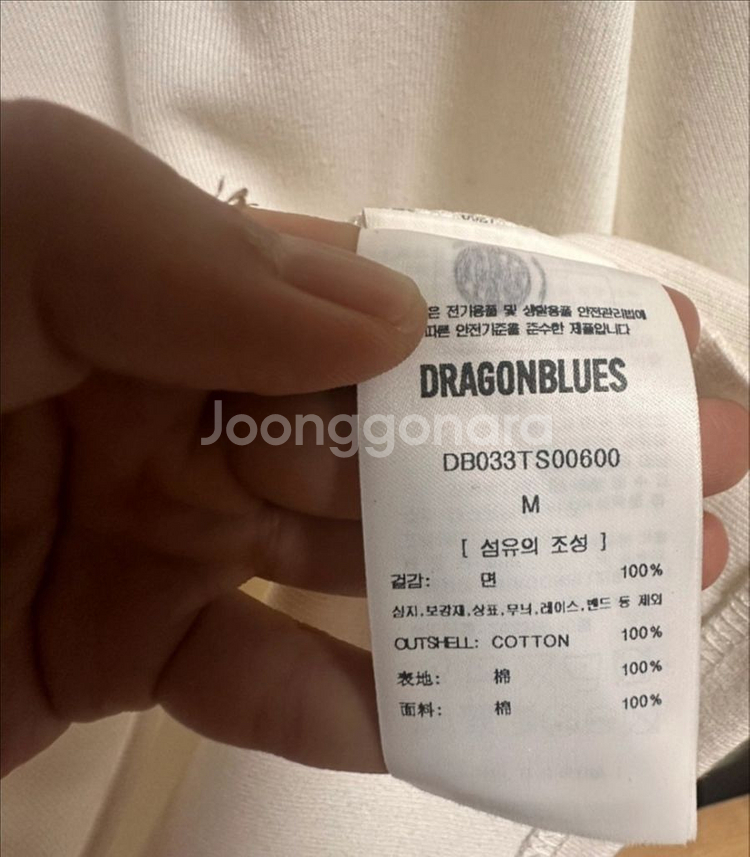 은 전기용품 및 생활용품 안전관리법에
따른 안전기준을 준수한 제품입니다
DRAGONBLUES
Joonggonara
DB033TS00600
M
[ 섬유의 조성 ]
겉감: 면 100%
심지,보강재,상표,무늬,레이스,밴드 등 제외
OUTSHELL: COTTON 100%
表地: 棉 100%
面料: 棉 100%